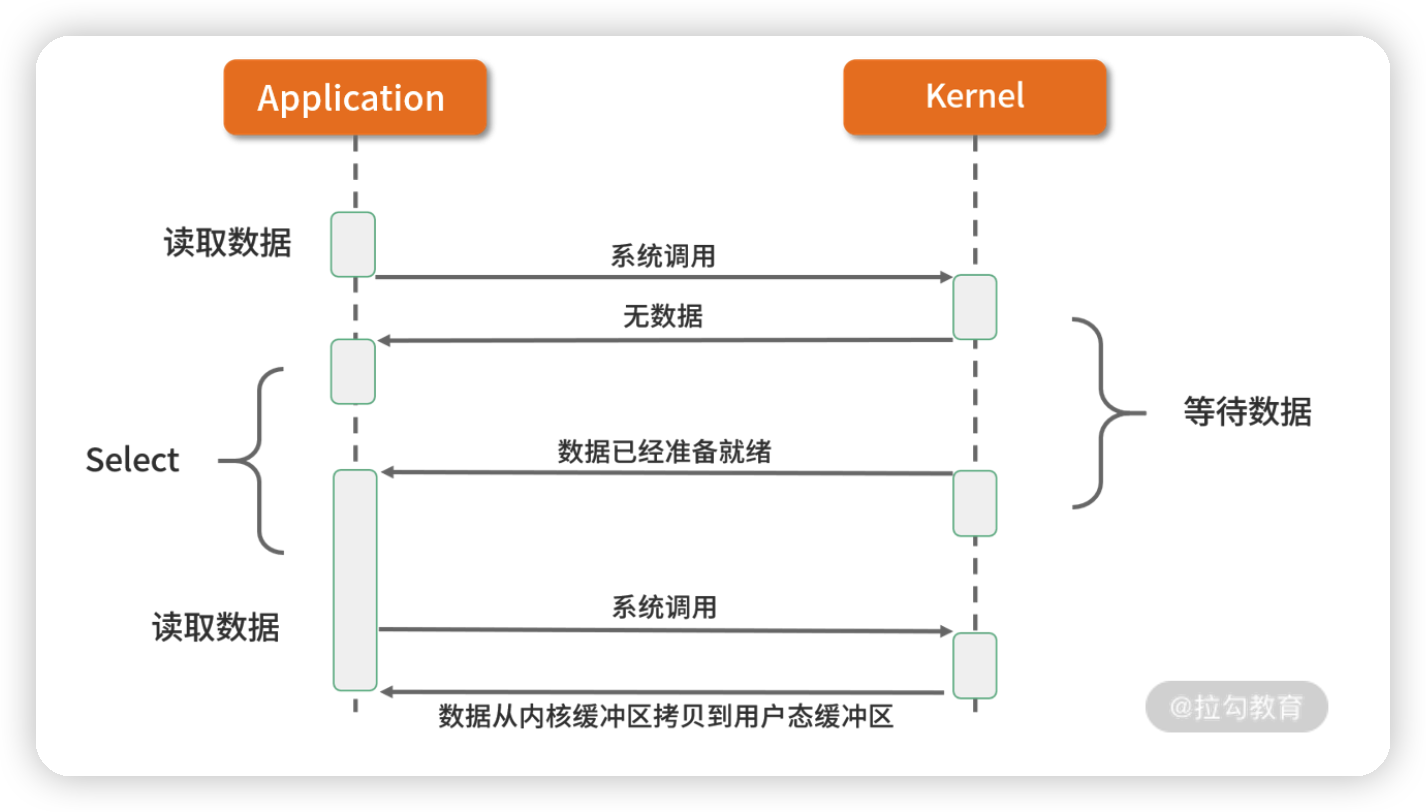 Application
Kernel
读取数据
系统调用
无数据
等待数据
Select
数据已经准备就绪
系统调用
读取数据
数据从内核缓冲区拷贝到用户态缓冲区
@拉勾教育